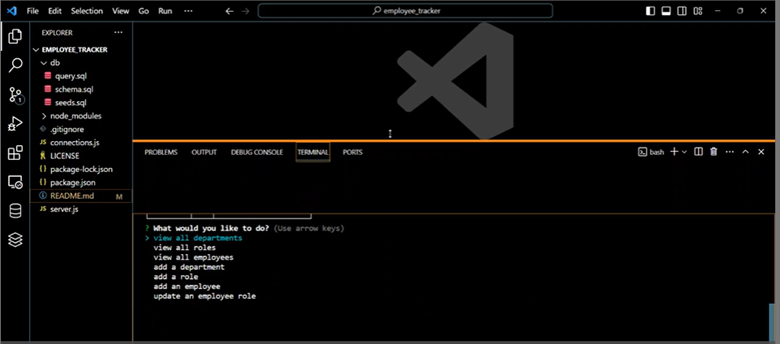 File Edit Selection View Go Run ··· employee_tracker
EXPLORER ···
EMPLOYEE_TRACKER
db
query.sql
schema.sql
seeds.sql
node_modules
.gitignore
JS connections.js
LICENSE
{} package-lock.json
{} package.json
README.md M
JS server.js
1
PROBLEMS OUTPUT DEBUG CONSOLE TERMINAL PORTS bash
? What would you like to do? (Use arrow keys)
> view all departments
view all roles
view all employees
add a department
add a role
add an employee
update an employee role